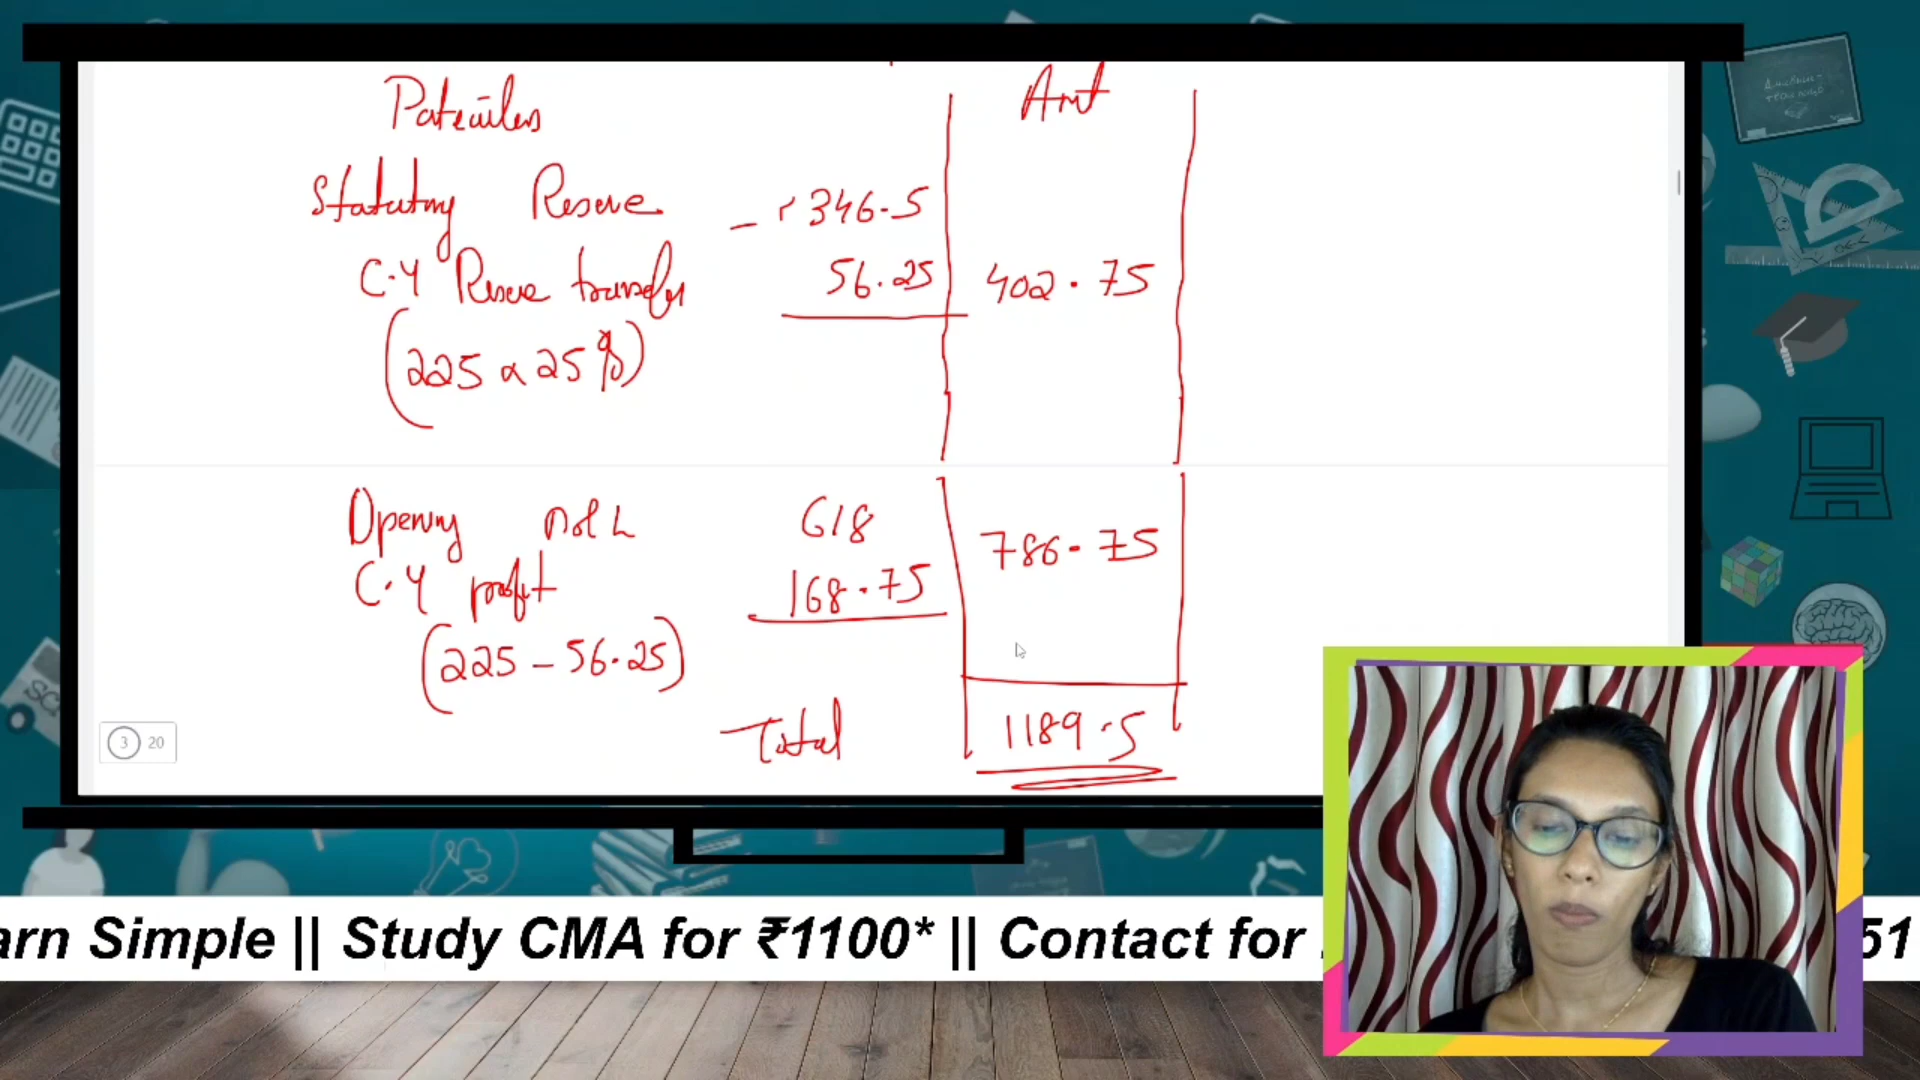 Particulars Amt
Statutory Reserve - 346.5
C.Y Reserve transfer 56.25 402.75
(225 x 25%)
Opening 618 786.75
C.Y profit 168.75
(225 - 56.25)
Total 1189.5
3 20
arn Simple || Study CMA for ₹1100* || Contact for 51